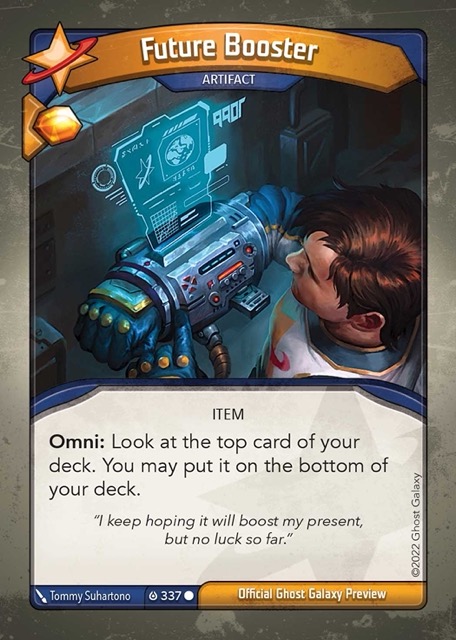 Future Booster
ARTIFACT
ITEM
Omni: Look at the top card of your
deck. You may put it on the bottom of
your deck.
“I keep hoping it will boost my present,
but no luck so far.”
©2022 Ghost Galaxy
Tommy Suhartono
337
Official Ghost Galaxy Preview